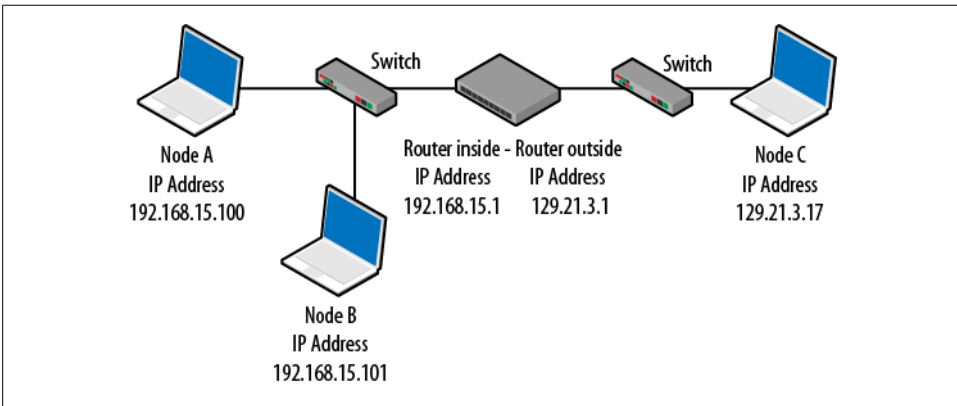 Switch
Switch
Node A
IP Address
192.168.15.100
Router inside - Router outside
IP Address IP Address
192.168.15.1 129.21.3.1
Node C
IP Address
129.21.3.17
Node B
IP Address
192.168.15.101